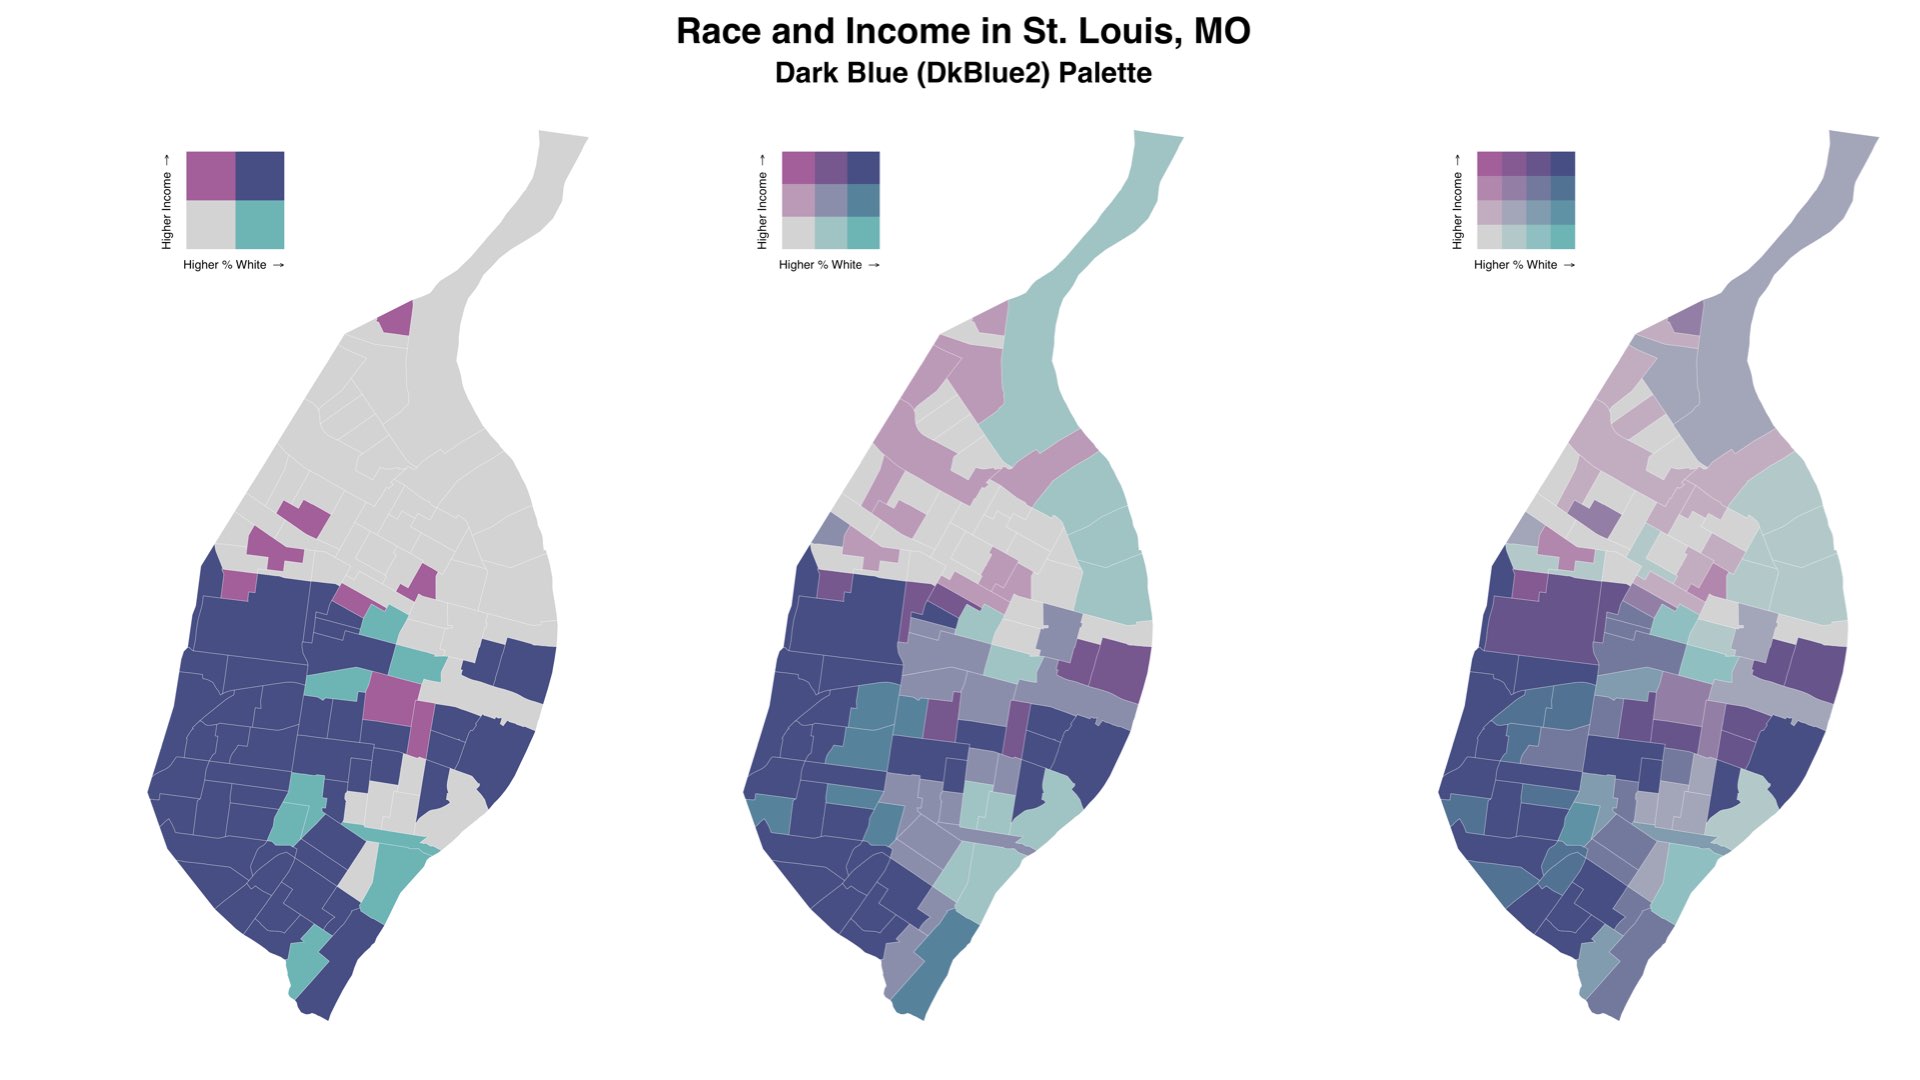 Race and Income in St. Louis, MO
Dark Blue (DkBlue2) Palette
Higher Income →
Higher % White →
Higher Income →
Higher % White →
Higher Income →
Higher % White →